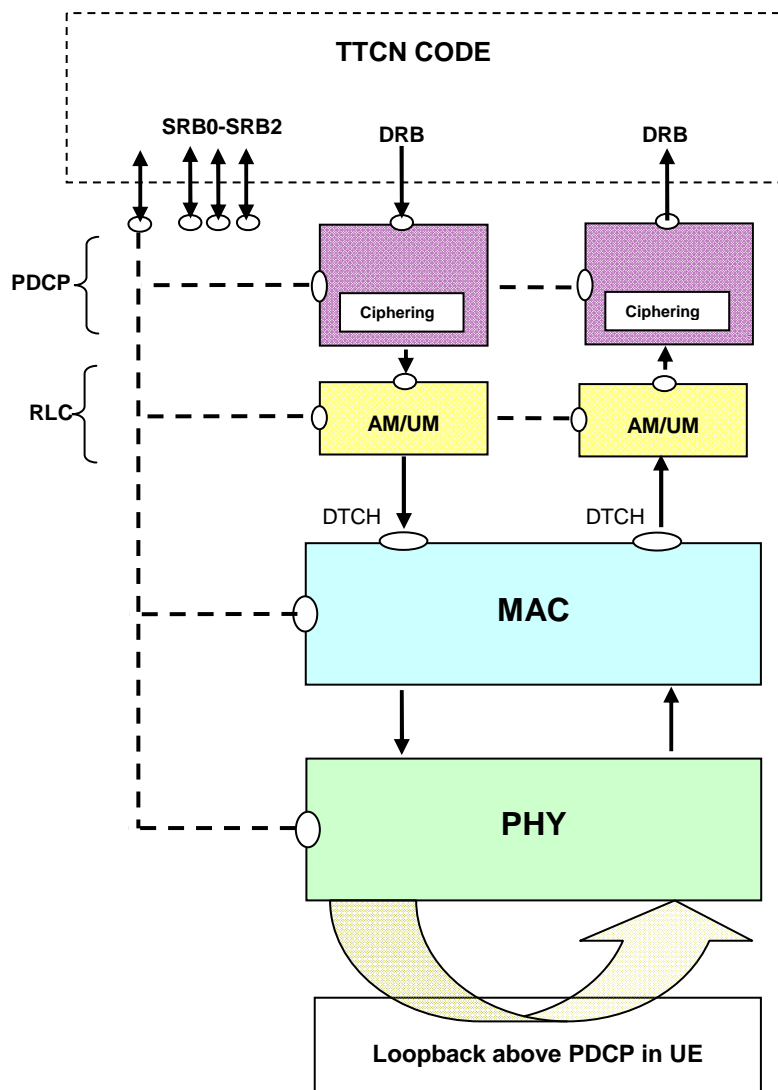 TTCN CODE
SRB0-SRB2
DRB
DRB
PDCP
Ciphering
Ciphering
RLC
AM/UM
AM/UM
DTCH
DTCH
MAC
PHY
Loopback above PDCP in UE